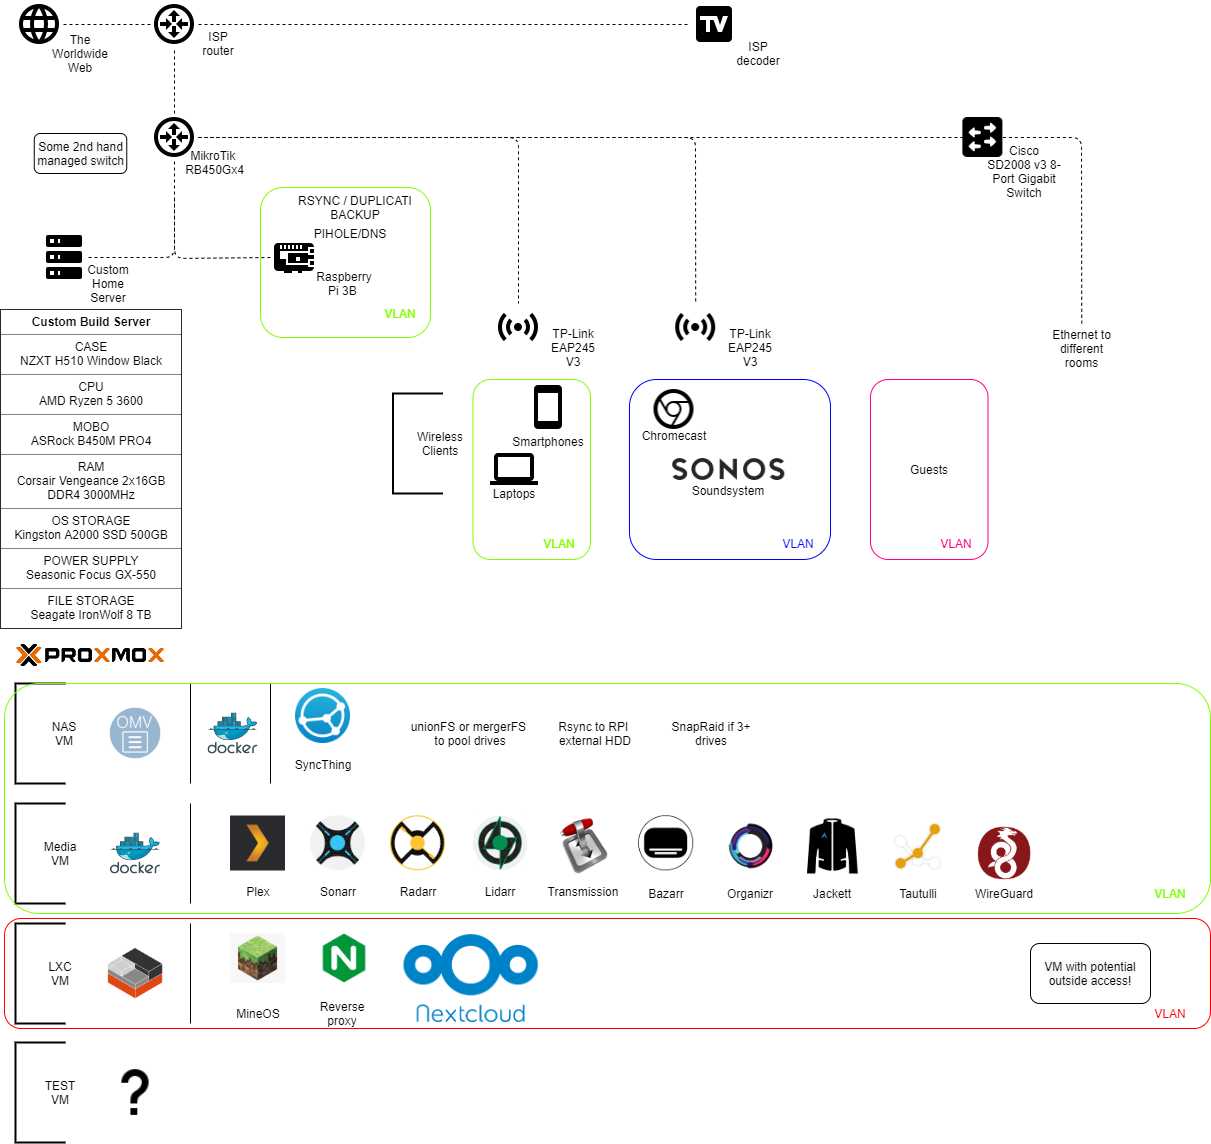 The
Worldwide
Web
ISP
router
TV
ISP
decoder
Some 2nd hand
managed switch
MikroTik
RB450Gx4
Cisco
SD2008 v3 8-
Port Gigabit
Switch
RSYNC / DUPLICATI
BACKUP
PIHOLE/DNS
Raspberry
Pi 3B
VLAN
Custom
Home
Server
Custom Build Server
CASE
NZXT H510 Window Black
CPU
AMD Ryzen 5 3600
MOBO
ASRock B450M PRO4
RAM
Corsair Vengeance 2x16GB
DDR4 3000MHz
OS STORAGE
Kingston A2000 SSD 500GB
POWER SUPPLY
Seasonic Focus GX-550
FILE STORAGE
Seagate IronWolf 8 TB
TP-Link
EAP245
V3
TP-Link
EAP245
V3
Ethernet to
different
rooms
Wireless
Clients
Smartphones
Laptops
VLAN
Chromecast
SONOS
Soundsystem
VLAN
Guests
VLAN
PROXMOX
NAS
VM
OMV
docker
SyncThing
unionFS or mergerFS
to pool drives
Rsync to RPI
external HDD
SnapRaid if 3+
drives
Media
VM
docker
Plex
Sonarr
Radarr
Lidarr
Transmission
Bazarr
Organizr
Jackett
Tautulli
WireGuard
VLAN
LXC
VM
MineOS
N
Reverse
proxy
Nextcloud
VM with potential
outside access!
VLAN
TEST
VM
?